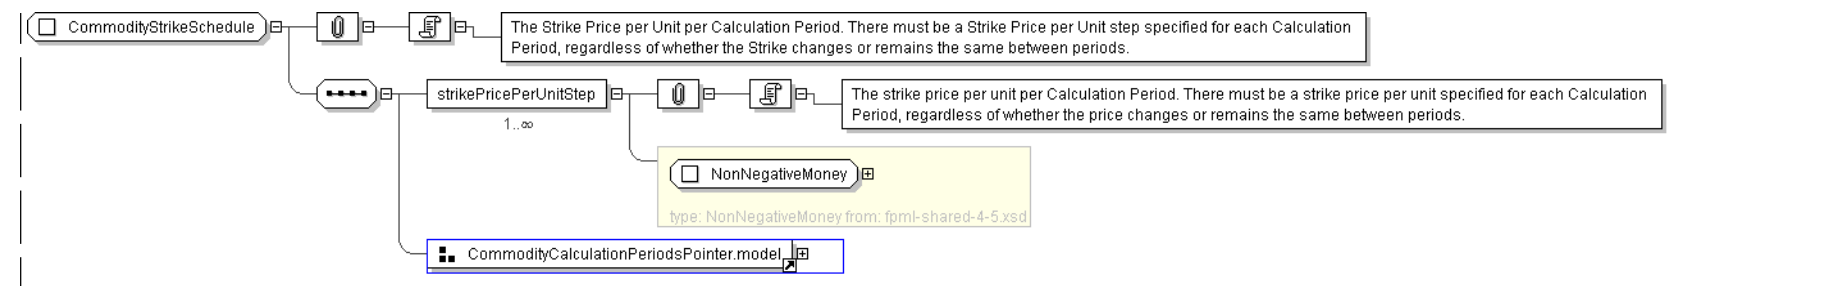 CommodityStrikeSchedule
The Strike Price per Unit per Calculation Period. There must be a Strike Price per Unit step specified for each Calculation
Period, regardless of whether the Strike changes or remains the same between periods.
strikePricePerUnitStep
1..∞
The strike price per unit per Calculation Period. There must be a strike price per unit specified for each Calculation
Period, regardless of whether the price changes or remains the same between periods.
NonNegativeMoney
type: NonNegativeMoney from: fpml-shared-4-5.xsd
CommodityCalculationPeriodsPointer.model